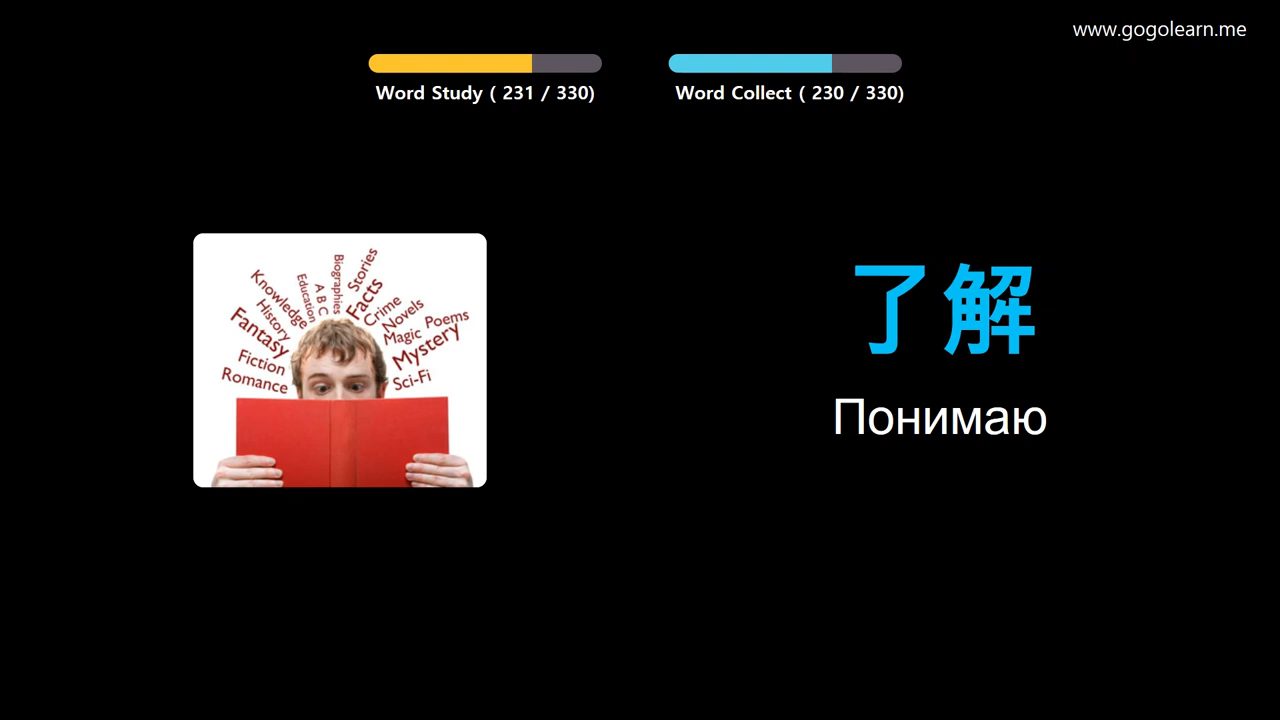 www.gogolearn.me
Word Study ( 231 / 330)
Word Collect ( 230 / 330)
Stories
Biographies
Facts
A B C
Education
Knowledge
Crime
History
Novels
Fantasy
Poems
Magic
Mystery
Fiction
Romance
Sci-Fi
了解
Понимаю